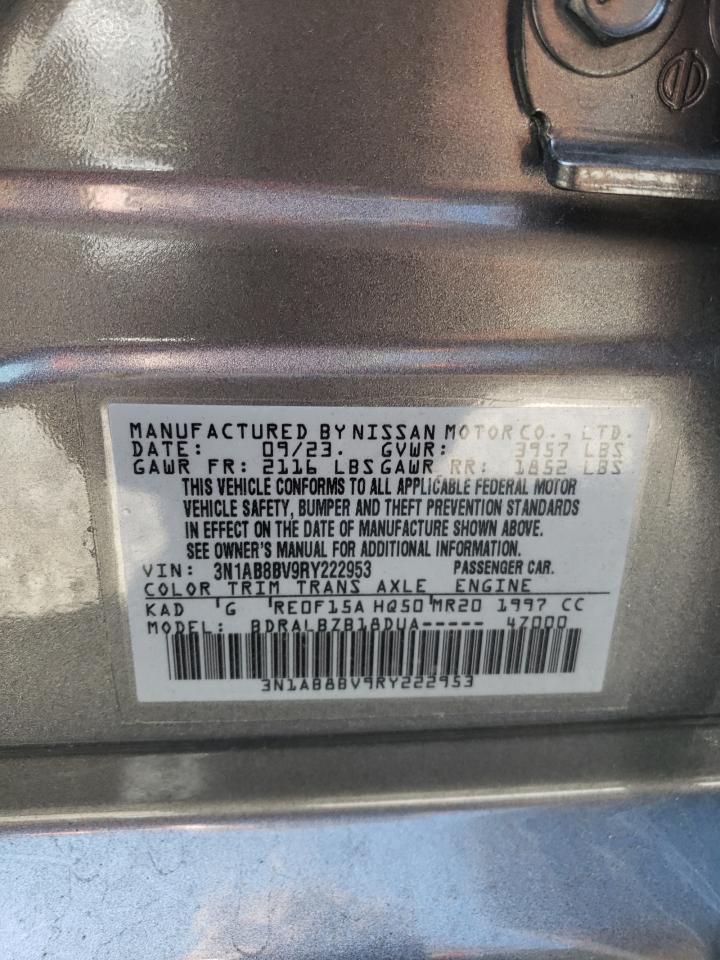 MANUFACTURED BY NISSAN MOTOR CO., LTD.
DATE: 09/23. GVWR: 3957 LBS
GAWR FR: 2116 LBS GAWR RR: 1852 LBS
THIS VEHICLE CONFORMS TO ALL APPLICABLE FEDERAL MOTOR
VEHICLE SAFETY, BUMPER AND THEFT PREVENTION STANDARDS
IN EFFECT ON THE DATE OF MANUFACTURE SHOWN ABOVE.
SEE OWNER'S MANUAL FOR ADDITIONAL INFORMATION.
VIN: 3N1AB8BV9RY222953 PASSENGER CAR.
COLOR TRIM TRANS AXLE ENGINE
KAD G RE0F15A HQ50 MR20 1997 CC
MODEL: BDRALBZB18DUA----- 47000
3N1AB8BV9RY222953